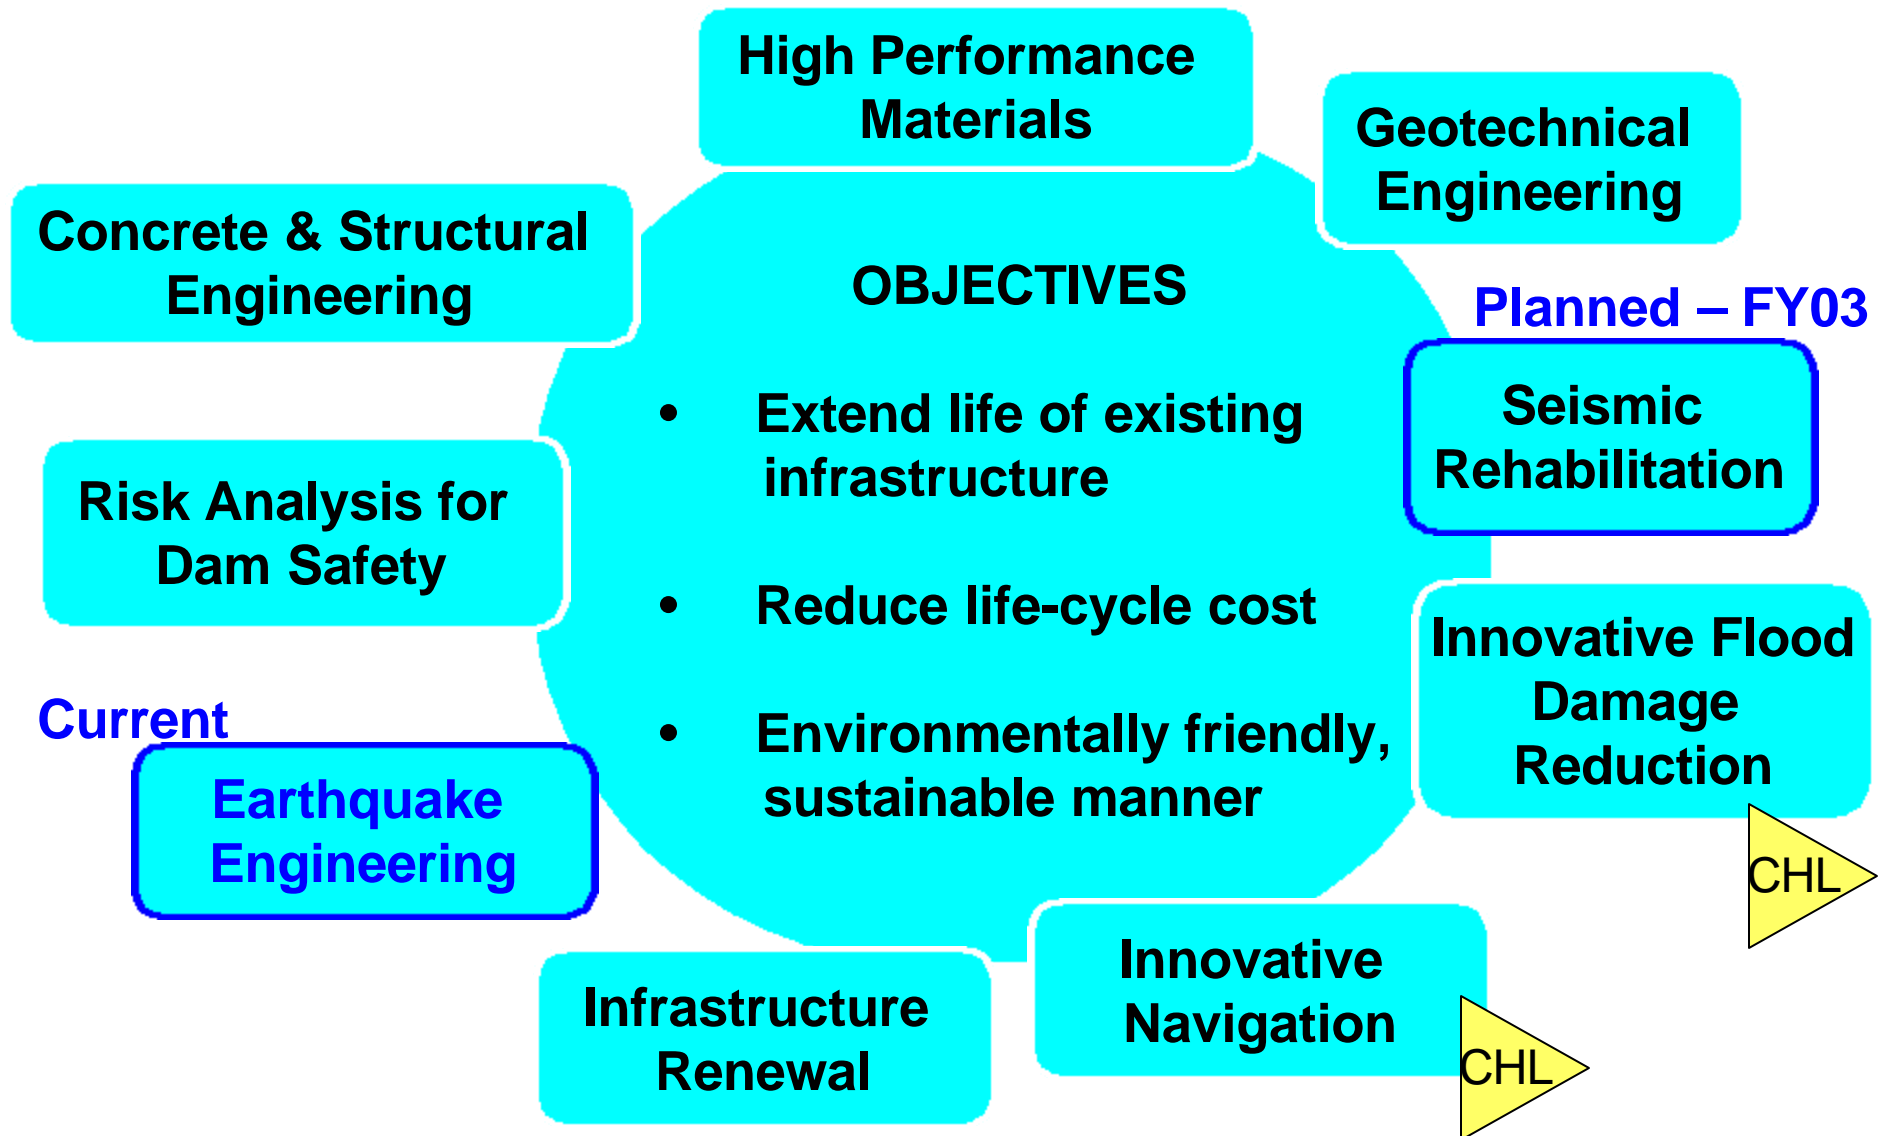 High Performance
Materials
Geotechnical
Engineering
Concrete & Structural
Engineering
OBJECTIVES
Planned – FY03
Seismic
Rehabilitation
• Extend life of existing
infrastructure
Risk Analysis for
Dam Safety
• Reduce life-cycle cost
Innovative Flood
Damage
Reduction
Current
• Environmentally friendly,
sustainable manner
Earthquake
Engineering
CHL
Innovative
Navigation
CHL
Infrastructure
Renewal